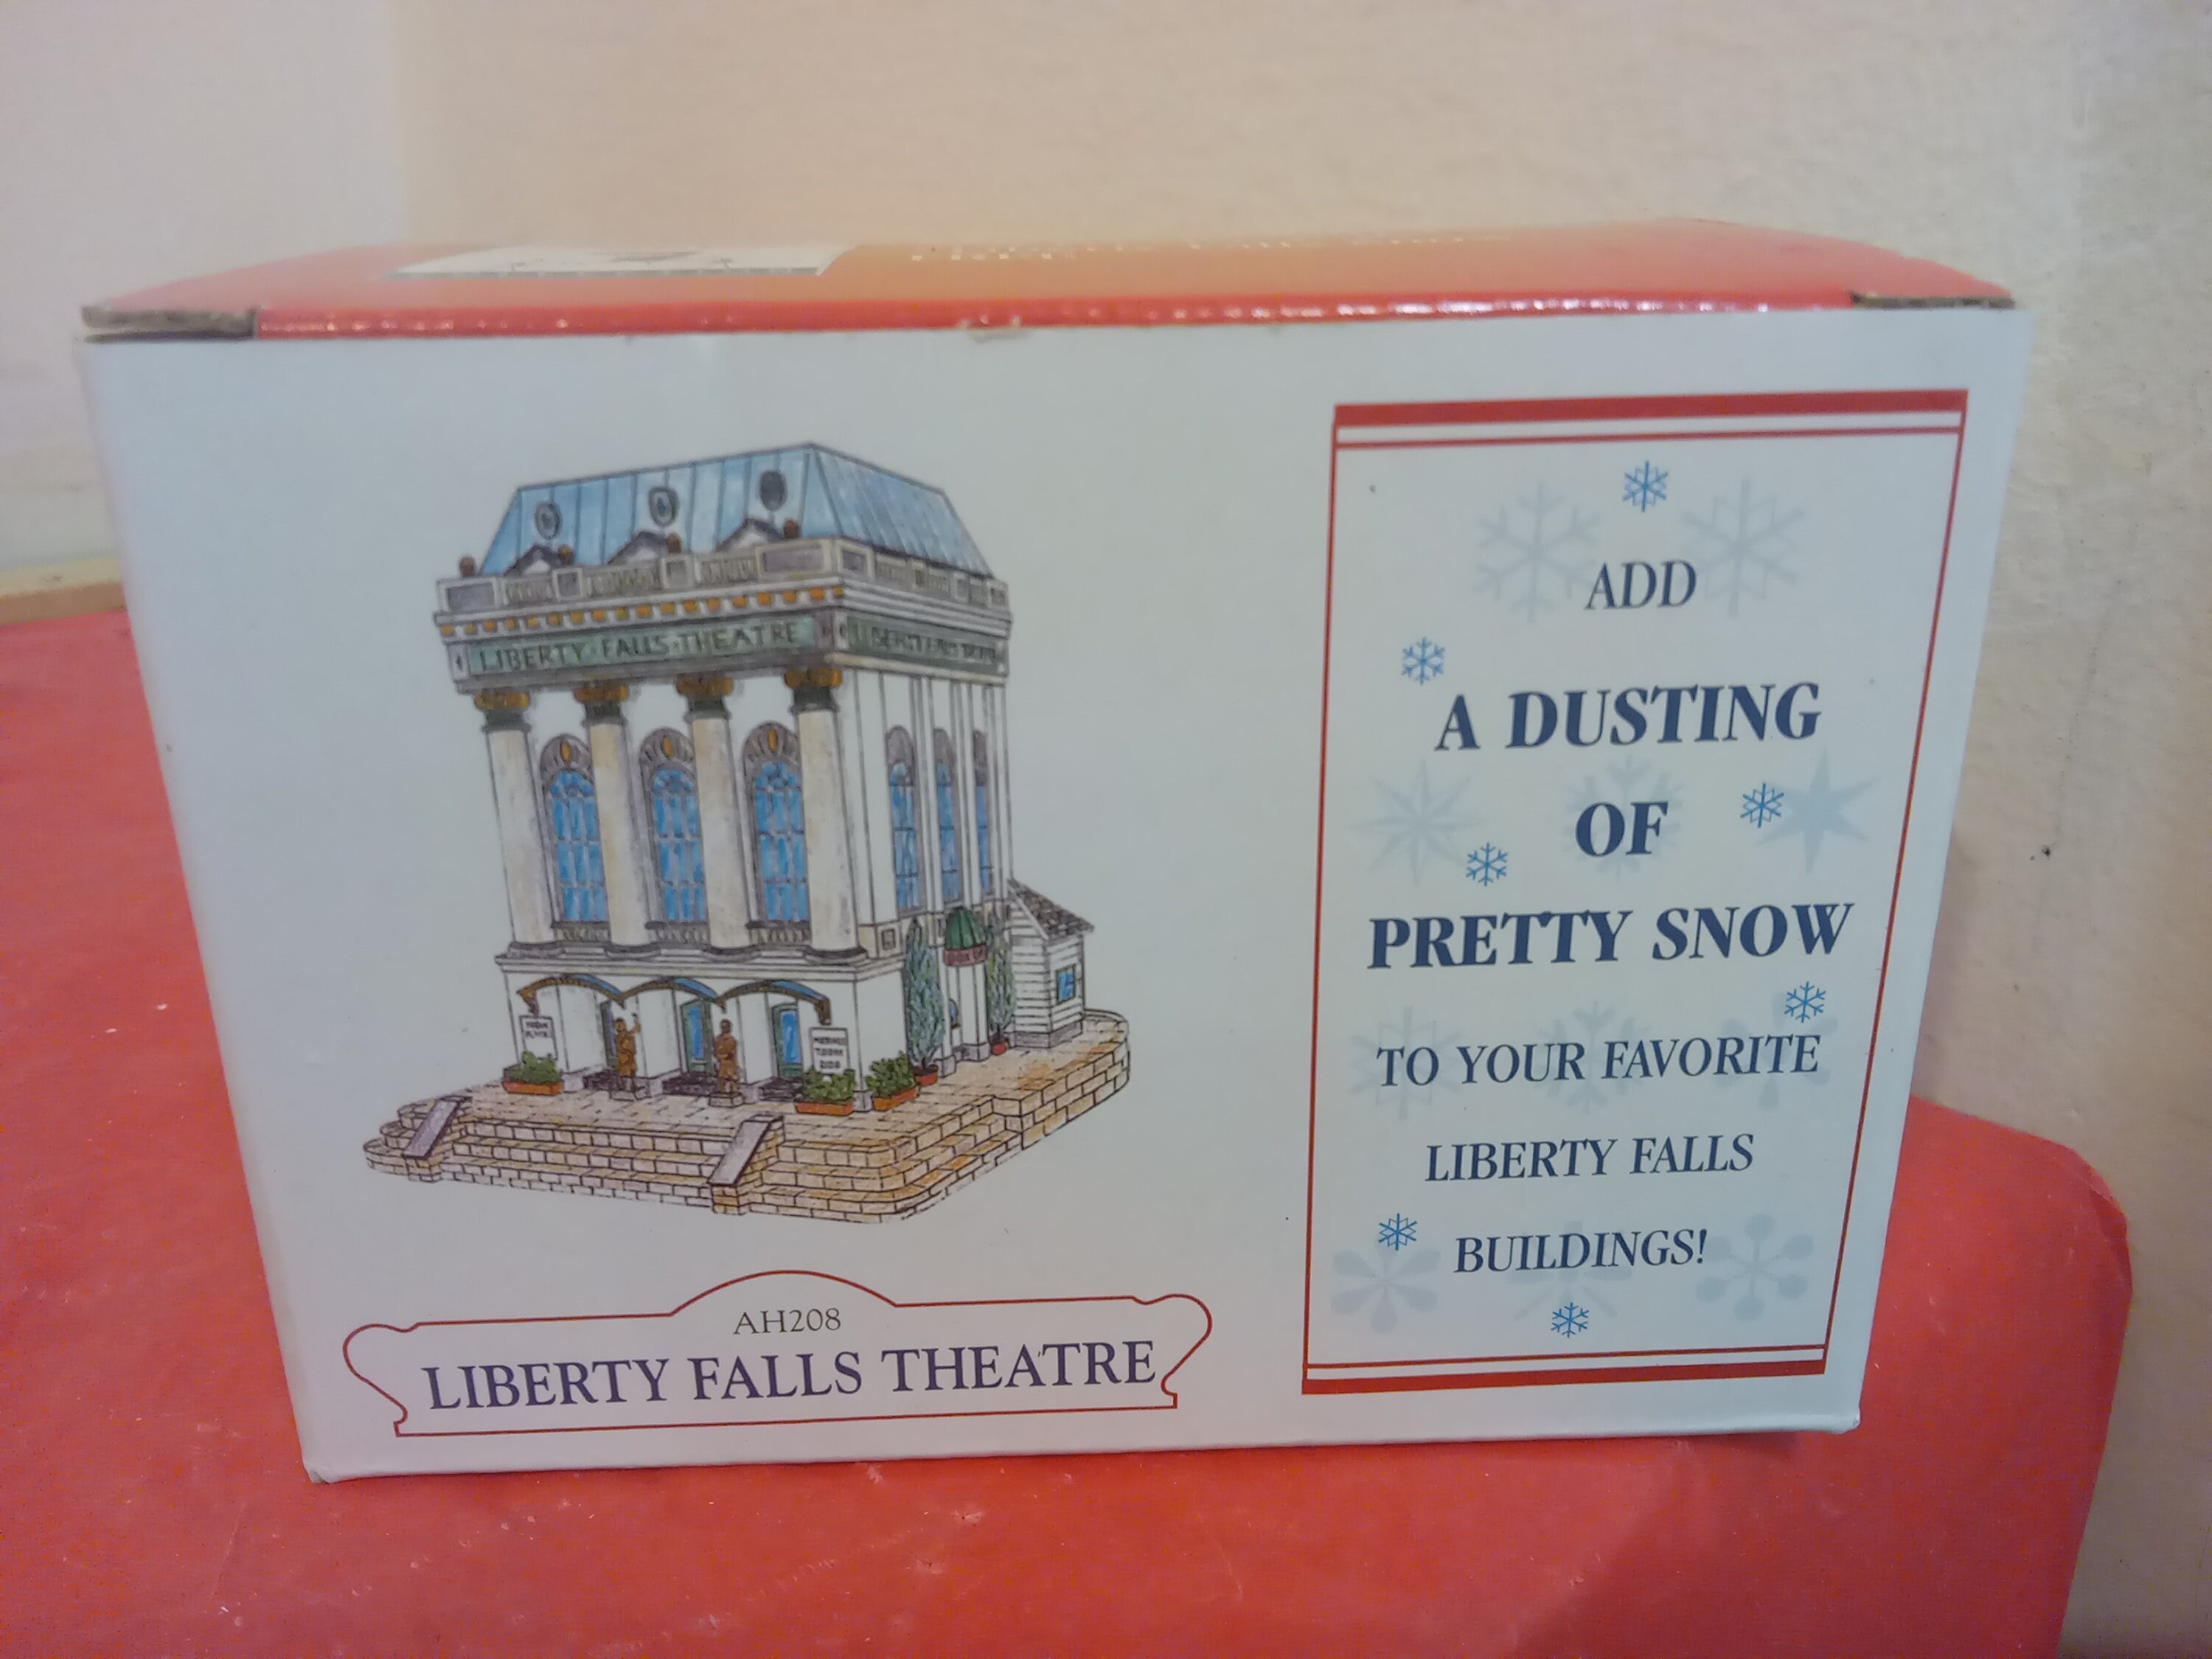 LIBERTY FALLS THEATRE
AH208
LIBERTY FALLS THEATRE
ADD
A DUSTING
OF
PRETTY SNOW
TO YOUR FAVORITE
LIBERTY FALLS
BUILDINGS!